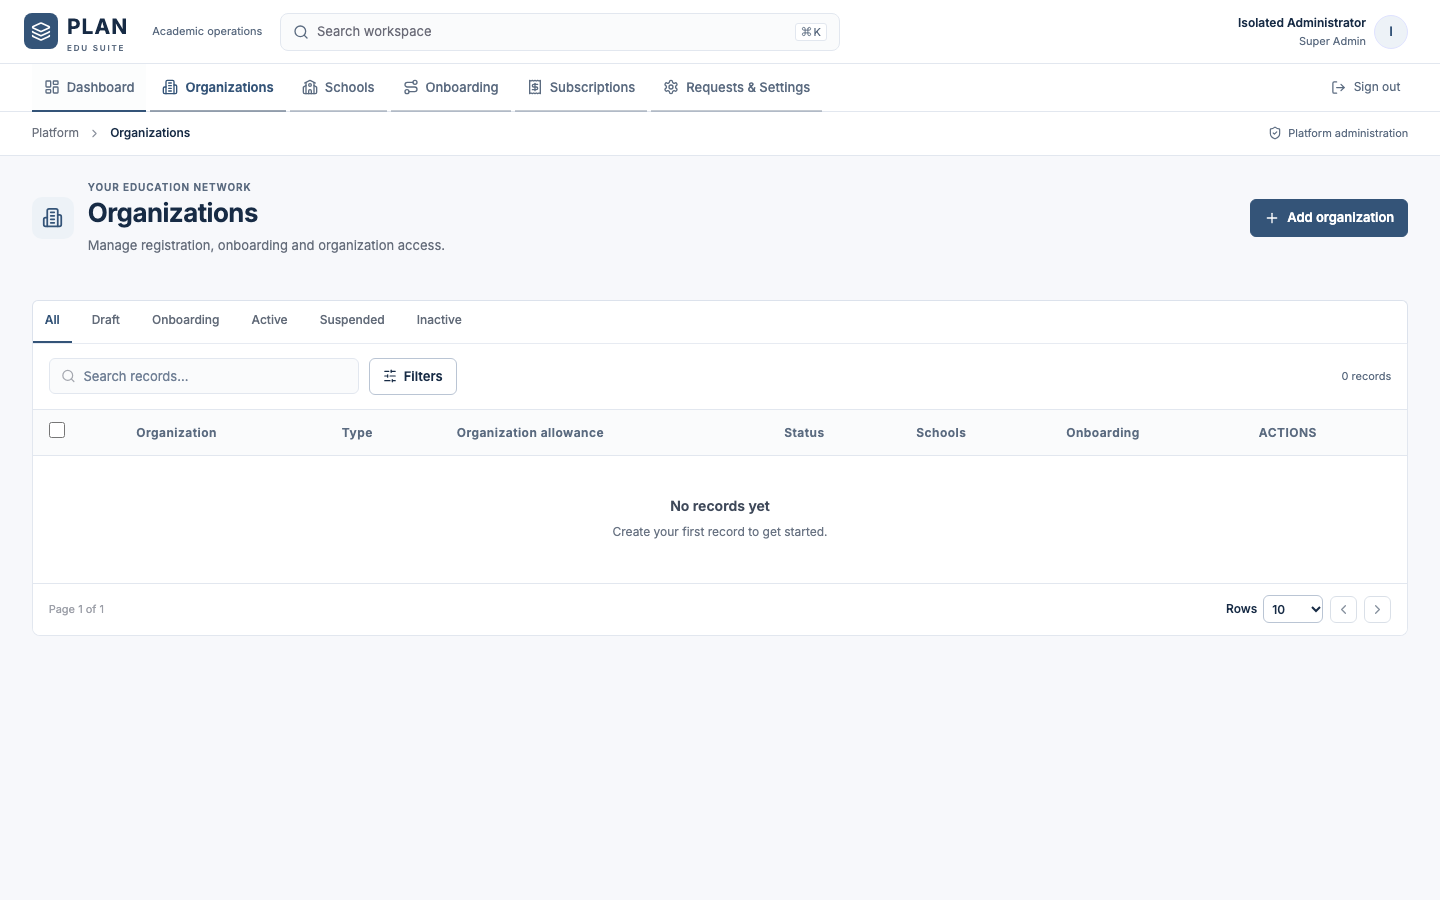 PLAN
EDU SUITE
Academic operations
Search workspace
⌘K
Isolated Administrator
Super Admin
I
Dashboard
Organizations
Schools
Onboarding
Subscriptions
Requests & Settings
Sign out
Platform
Organizations
Platform administration
YOUR EDUCATION NETWORK
Organizations
Manage registration, onboarding and organization access.
Add organization
All
Draft
Onboarding
Active
Suspended
Inactive
Search records...
Filters
0 records
Organization
Type
Organization allowance
Status
Schools
Onboarding
ACTIONS
No records yet
Create your first record to get started.
Page 1 of 1
Rows
10